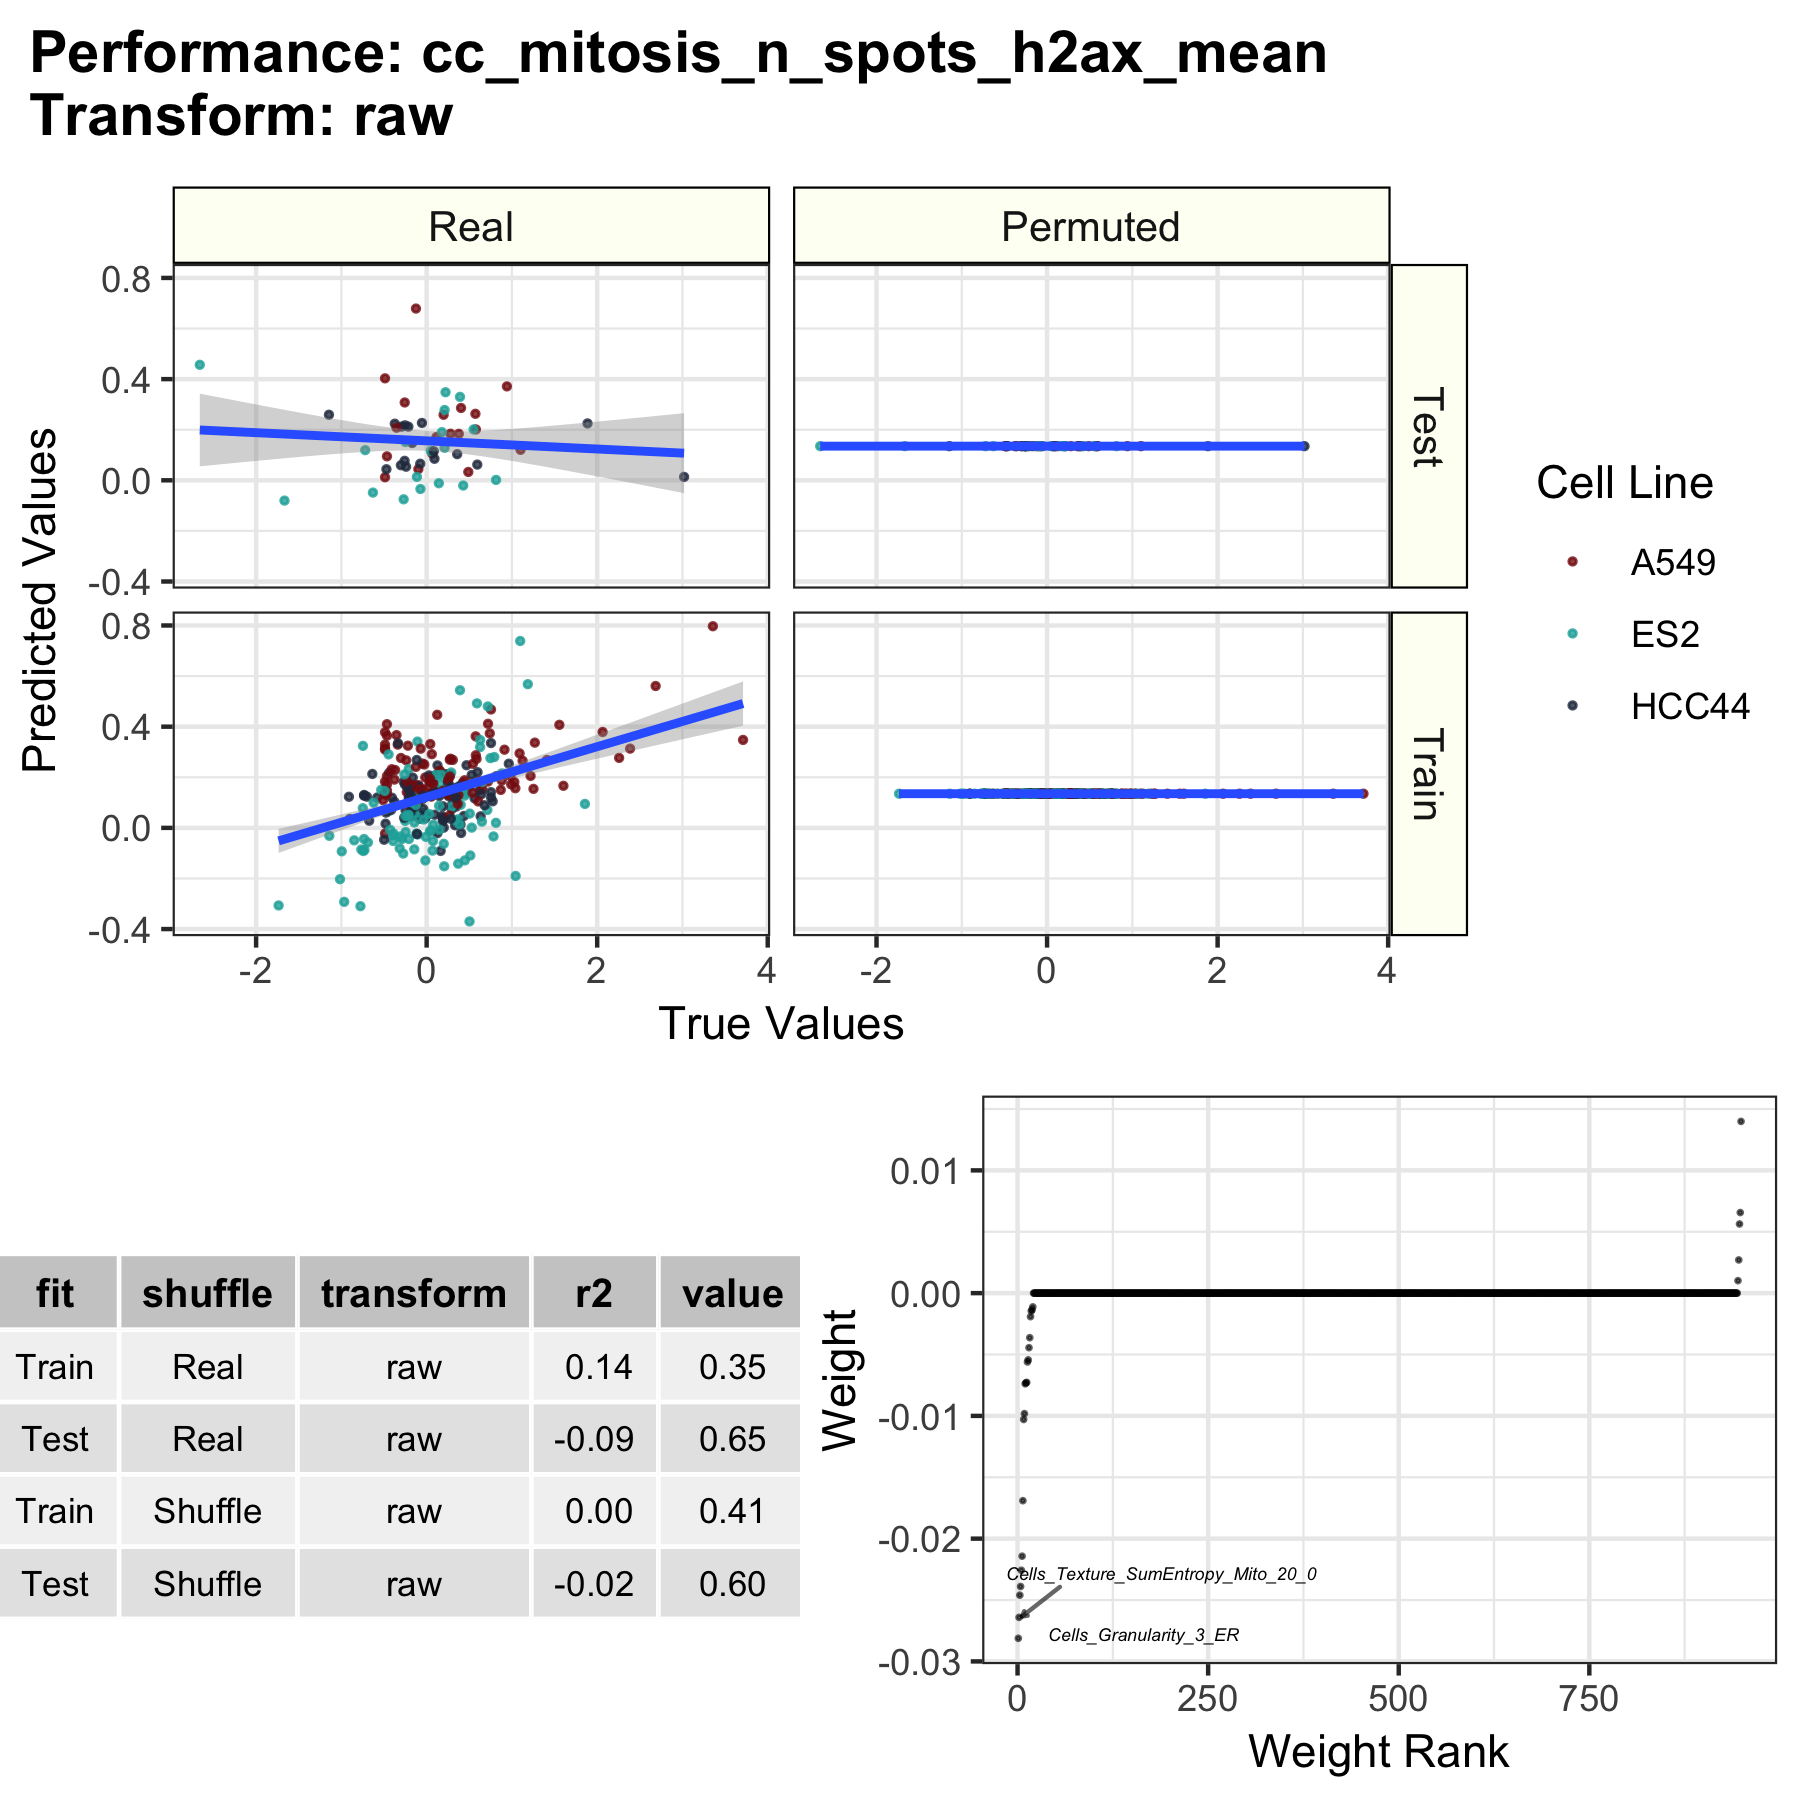 Performance: cc_mitosis_n_spots_h2ax_mean
Transform: raw
Real
Permuted
0.8
0.4
0.0
-0.4
Test
0.8
0.4
0.0
-0.4
Train
Predicted Values
-2
0
2
4
-2
0
2
4
True Values
Cell Line
A549
ES2
HCC44
fit shuffle transform r2 value
Train Real raw 0.14 0.35
Test Real raw -0.09 0.65
Train Shuffle raw 0.00 0.41
Test Shuffle raw -0.02 0.60
Weight
0.01
0.00
-0.01
-0.02
-0.03
Cells_Texture_SumEntropy_Mito_20_0
Cells_Granularity_3_ER
0
250
500
750
Weight Rank